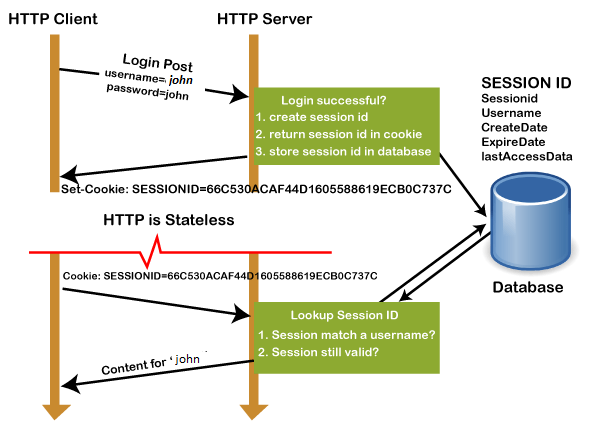 HTTP Client
HTTP Server
Login Post
username= john
password=john
Login successful?
1. create session id
2. return session id in cookie
3. store session id in database
SESSION ID
Sessionid
Username
CreateDate
ExpireDate
lastAccessData
Set-Cookie: SESSIONID=66C530ACAF44D1605588619ECB0C737C
HTTP is Stateless
Cookie: SESSIONID=66C530ACAF44D1605588619ECB0C737C
Database
Lookup Session ID
1. Session match a username?
2. Session still valid?
Content for ‘ john ’